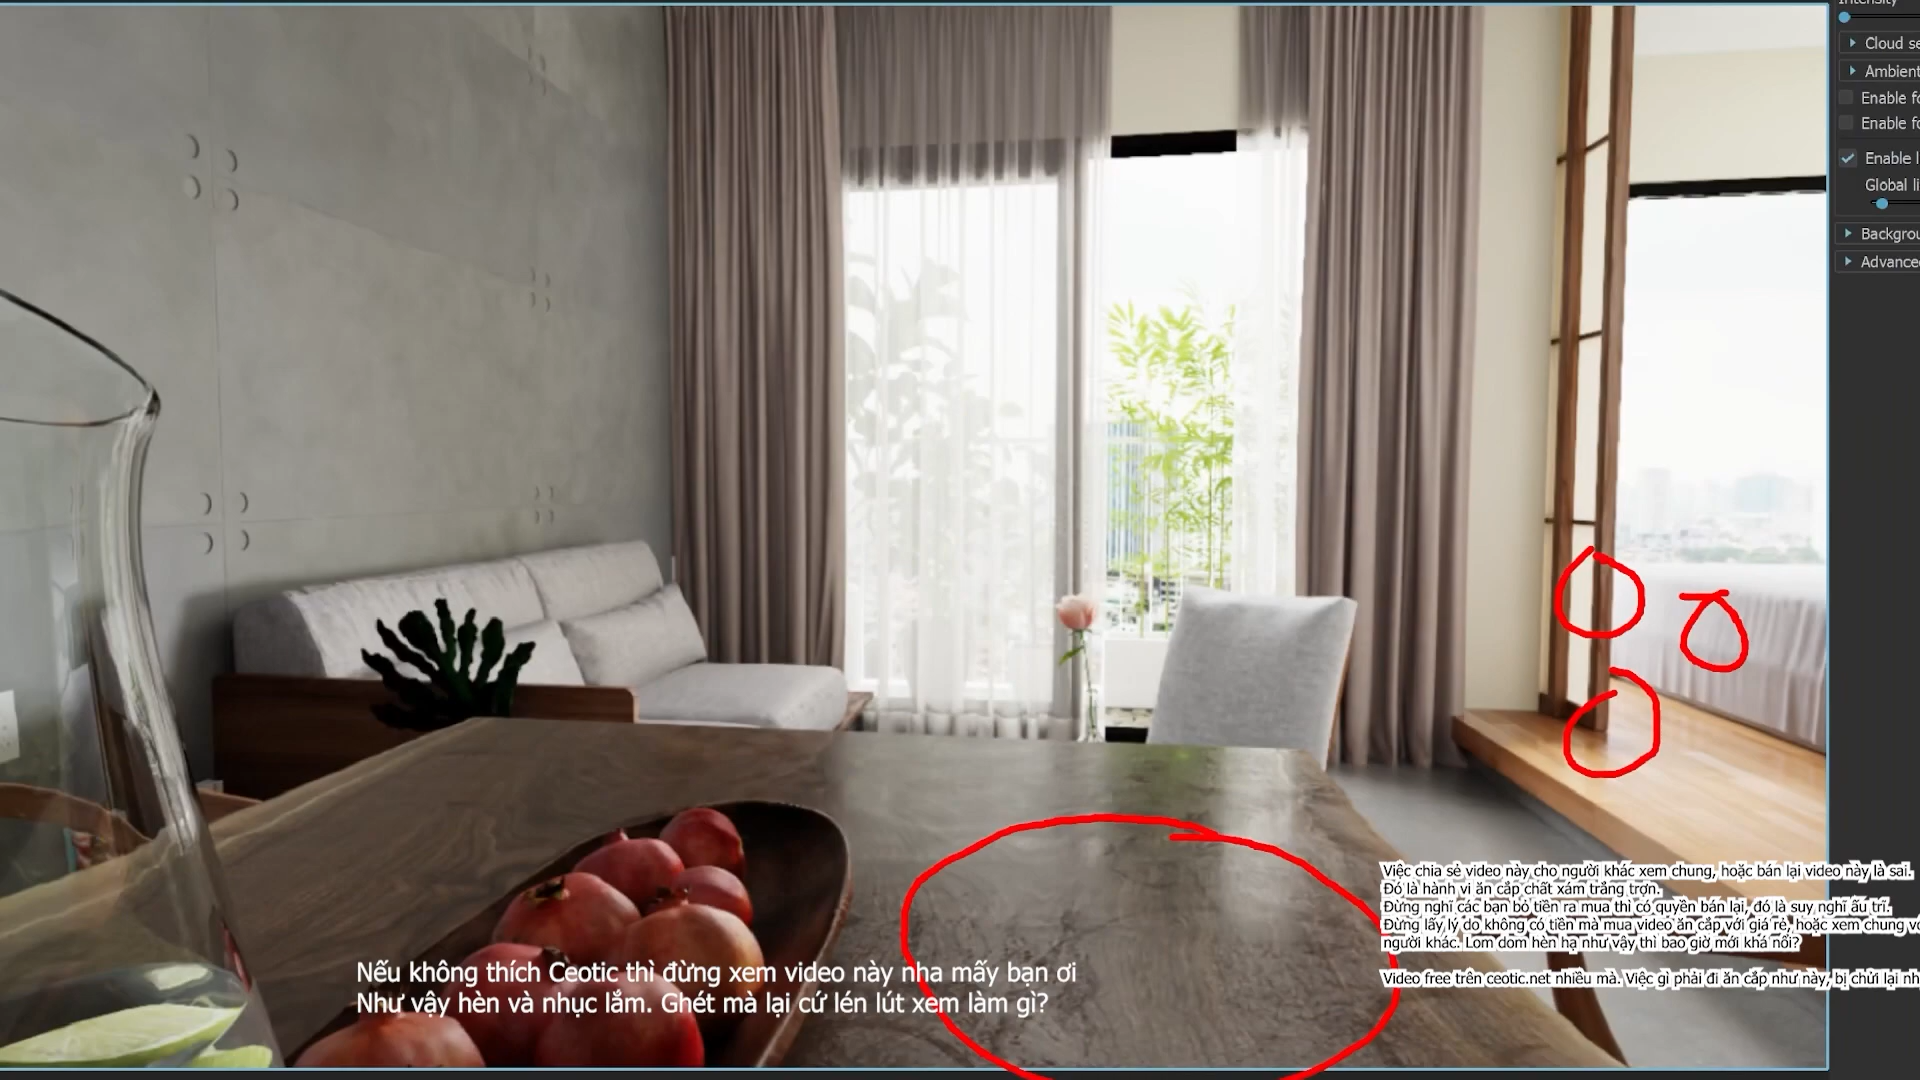 Intensity
Cloud se
Ambient
Enable fo
Enable fo
Enable l
Global li
Backgrou
Advance
Việc chia sẻ video này cho người khác xem chung, hoặc bán lại video này là sai.
Đó là hành vi ăn cắp chất xám trắng trợn.
Đừng nghĩ các bạn bỏ tiền ra mua thì có quyền bán lại, đó là suy nghĩ ấu trĩ.
Đừng lấy lý do không có tiền mà mua video ăn cắp với giá rẻ, hoặc xem chung vớ
người khác. Lom dom hèn hạ như vậy thì bao giờ mới khá nổi?
Video free trên ceotic.net nhiều mà. Việc gì phải đi ăn cắp như này, bị chửi lại nh
Nếu không thích Ceotic thì đừng xem video này nha mấy bạn ơi
Như vậy hèn và nhục lắm. Ghét mà lại cứ lén lút xem làm gì?